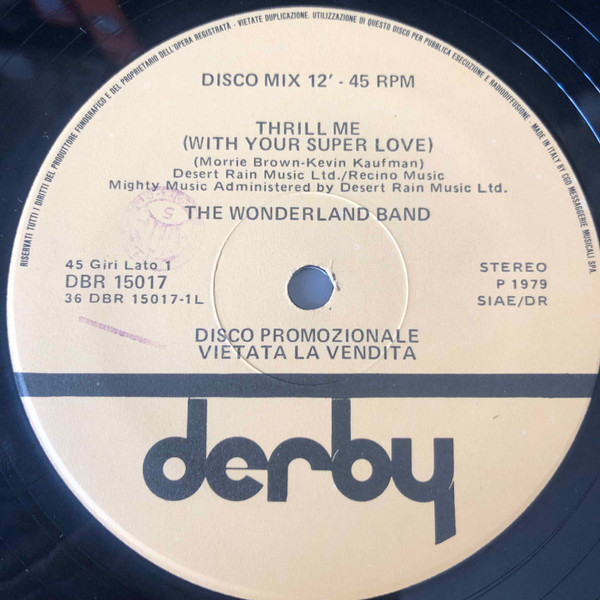 RISERVATI TUTTI I DIRITTI DEL PRODUTTORE FONOGRAFICO E DEL PROPRIETARIO DELL'OPERA REGISTRATA - VIETATE DUPLICAZIONE, UTILIZZAZIONE DI QUESTO DISCO PER PUBBLICA ESECUZIONE E RADIODIFFUSIONE - MADE IN ITALY BY CGD MESSAGGERIE MUSICALI SPA.
DISCO MIX 12' - 45 RPM
THRILL ME
(WITH YOUR SUPER LOVE)
(Morrie Brown-Kevin Kaufman)
Desert Rain Music Ltd./Recino Music
Mighty Music Administered by Desert Rain Music Ltd.
THE WONDERLAND BAND
45 Giri Lato 1
DBR 15017
36 DBR 15017-1L
STEREO
P 1979
SIAE/DR
DISCO PROMOZIONALE
VIETATA LA VENDITA
derby